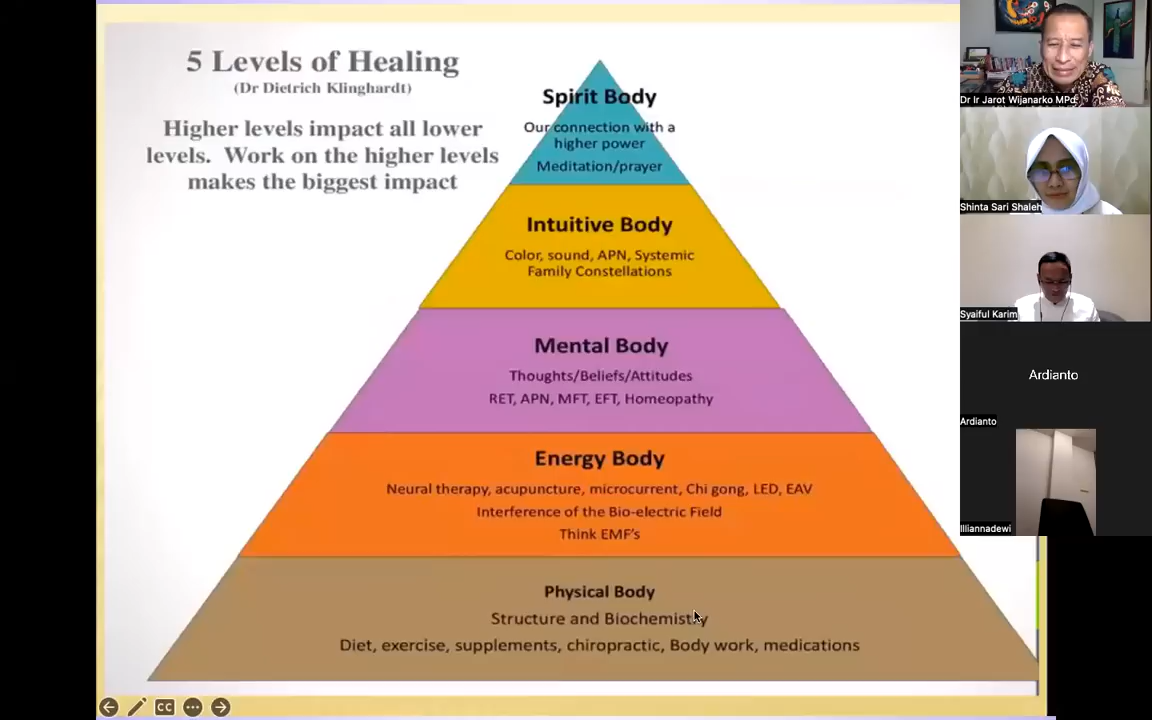 5 Levels of Healing
(Dr Dietrich Klinghardt)
Higher levels impact all lower
levels. Work on the higher levels
makes the biggest impact
Spirit Body
Our connection with a
higher power
Meditation/prayer
Intuitive Body
Color, sound, APN, Systemic
Family Constellations
Mental Body
Thoughts/Beliefs/Attitudes
RET, APN, MFT, EFT, Homeopathy
Energy Body
Neural therapy, acupuncture, microcurrent, Chi gong, LED, EAV
Interference of the Bio-electric Field
Think EMF's
Physical Body
Structure and Biochemistry
Diet, exercise, supplements, chiropractic, Body work, medications
CC
Dr Ir Jarot Wijanarko MPd.
Shinta Sari Shaleh
Syaiful Karim
Ardianto
Ardianto
Illiannadewi